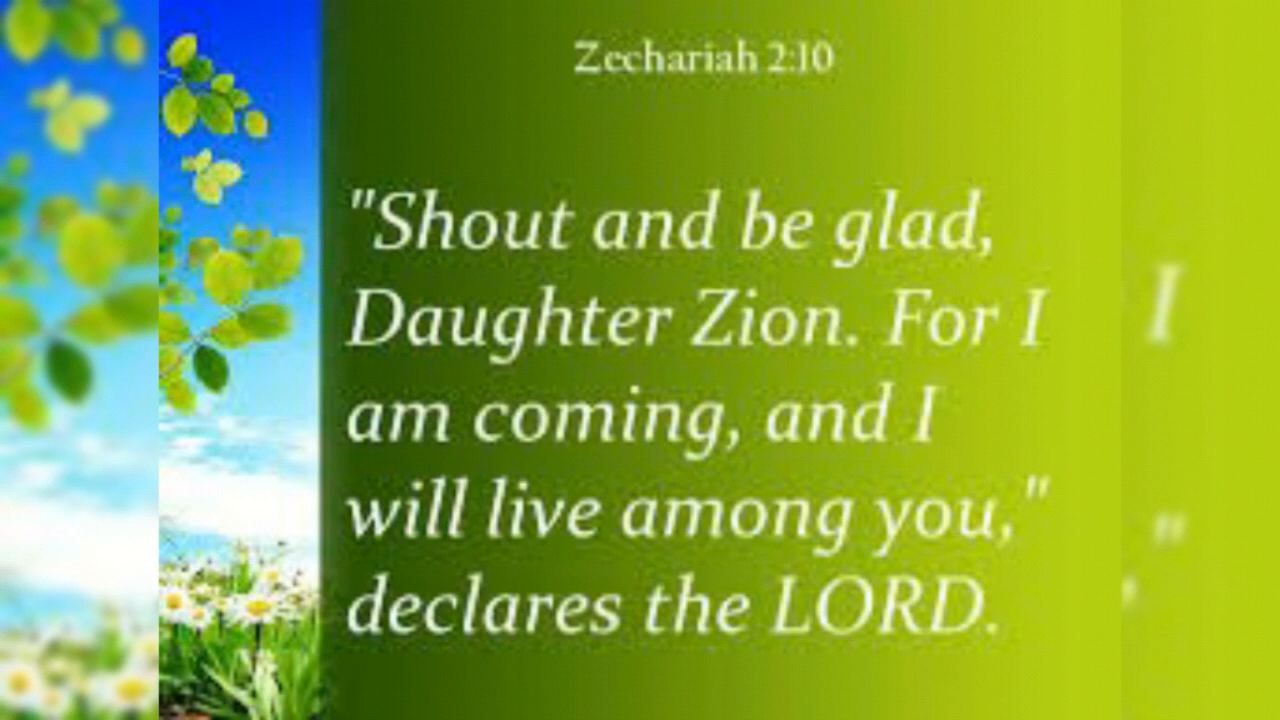 Zechariah 2:10
"Shout and be glad,
Daughter Zion. For I
am coming, and I
will live among you,"
declares the LORD.